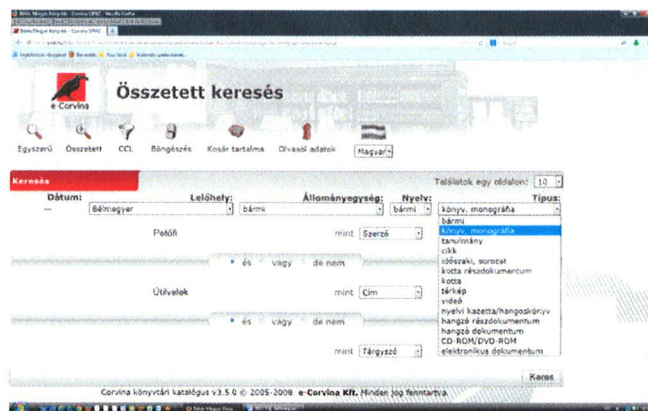 e-Corvina
Összetett keresés
Egyszerű Összetett CCL Böngészés Kosár tartalma Olvasói adatok Magyar
Keresés Találatok egy oldalon: 10
Dátum: Lelőhely: Állományegység: Nyelv: Típus:
-- Bélmegyer bármi bármi könyv, monográfia
bármi
könyv, monográfia
tanulmány
cikk
időszaki, sorozat
kotta részdokumentum
kotta
térkép
videó
nyelvi kazetta/hangoskönyv
hangzó részdokumentum
hangzó dokumentum
CD-ROM/DVD-ROM
elektronikus dokumentum
Petőfi mint Szerző
és vagy de nem
Útilvelek mint Cím
és vagy de nem
mint Tárgyszó
Keres
Corvina könyvtári katalógus v3.5.0 © 2005-2008. e-Corvina Kft. Minden jog fenntartva.